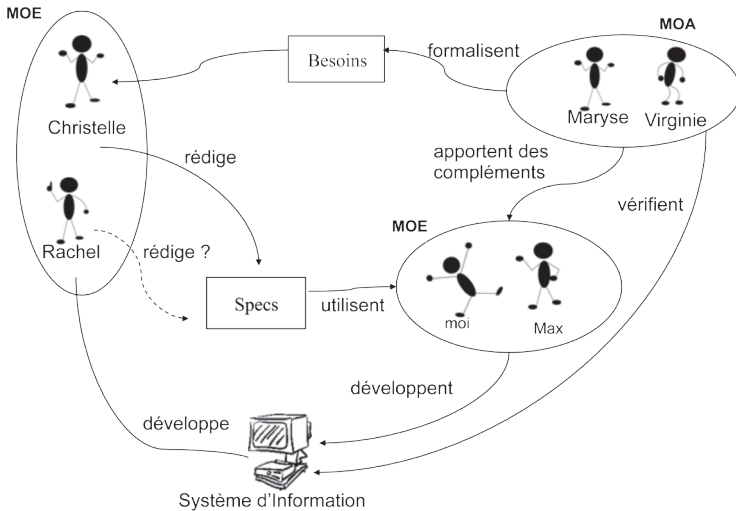 MOE
MOA
Besoins
formalisent
Christelle
Maryse
Virginie
rédige
apportent des
compléments
vérifient
MOE
Rachel
rédige ?
Specs
utilisent
moi
Max
développent
développe
Système d'Information